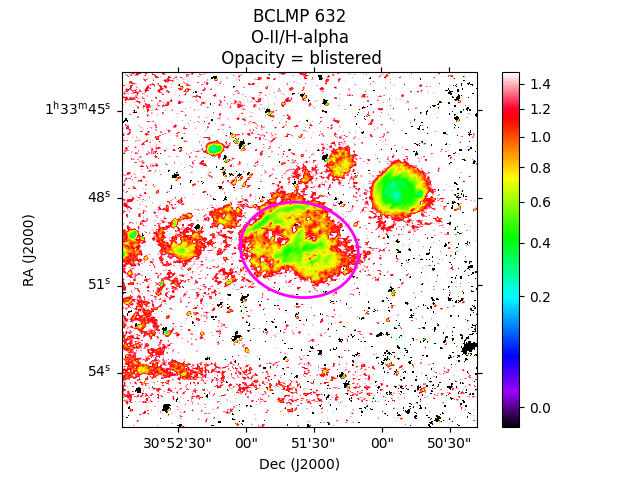 BCLMP 632
O-II/H-alpha
Opacity = blistered
1ʰ33ᵐ45ˢ
48ˢ
51ˢ
54ˢ
RA (J2000)
30°52'30" 00" 51'30" 00" 50'30"
Dec (J2000)
1.4
1.2
1.0
0.8
0.6
0.4
0.2
0.0